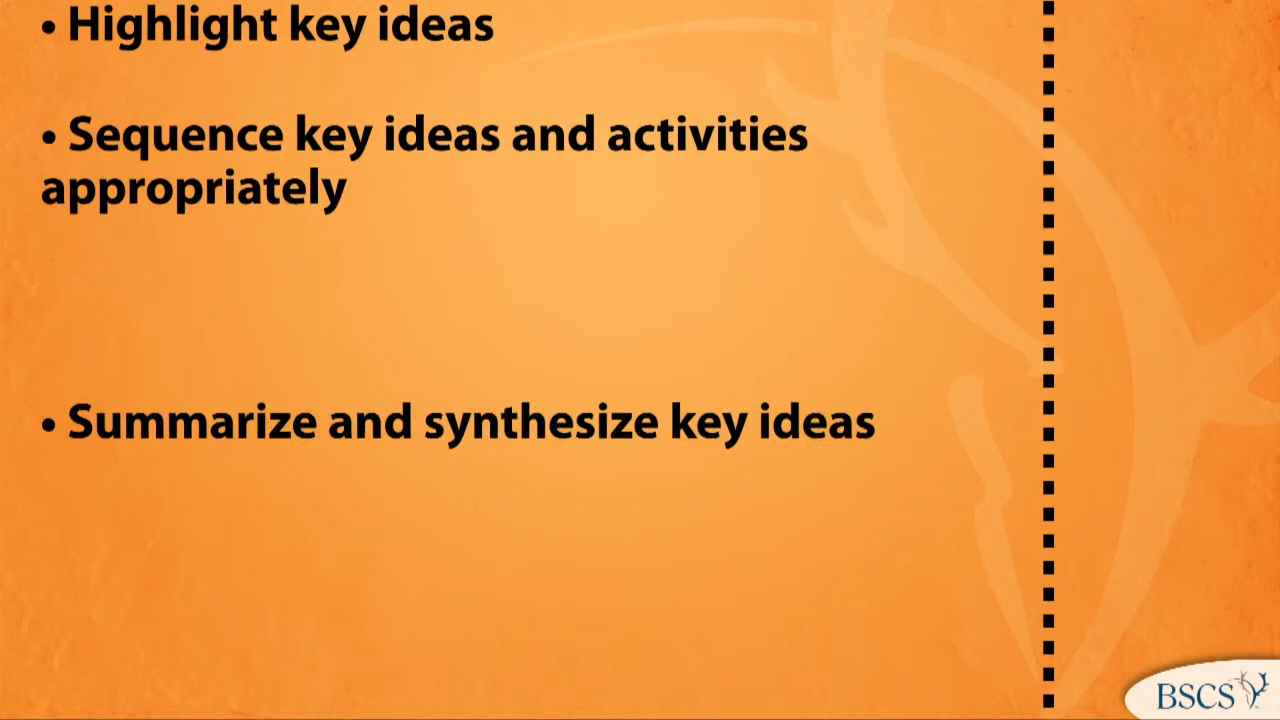 • Highlight key ideas
• Sequence key ideas and activities
appropriately
• Summarize and synthesize key ideas
BSCS